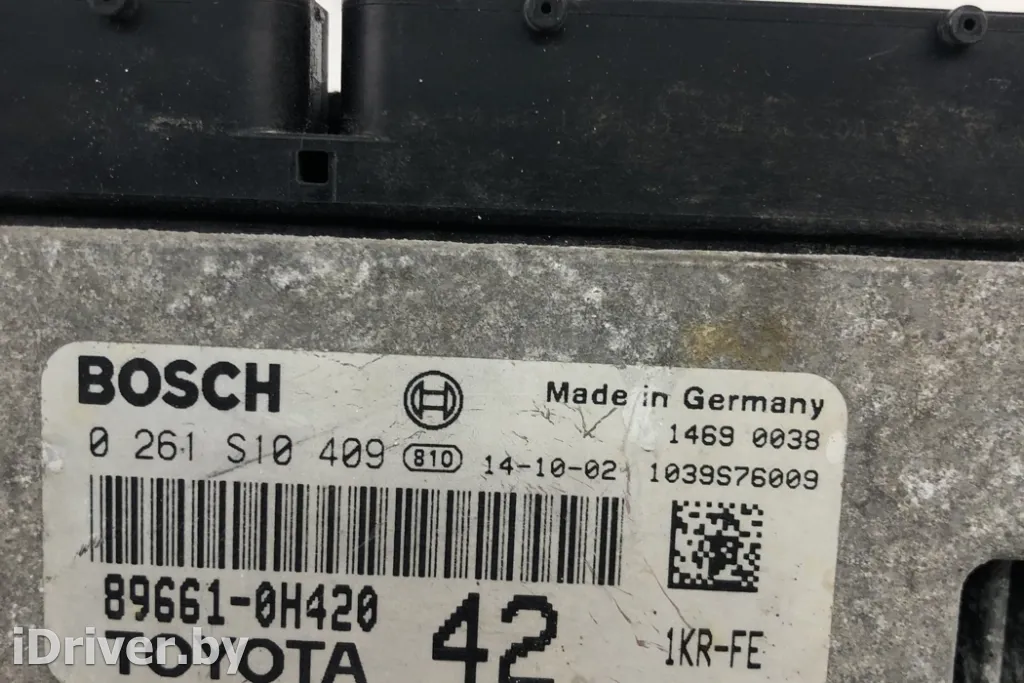 BOSCH
Made in Germany
1469 0038
0 261 S10 409 810 14-10-02 1039S76009
89661-0H420
42
1KR-FE
TOYOTA
iDriver.by